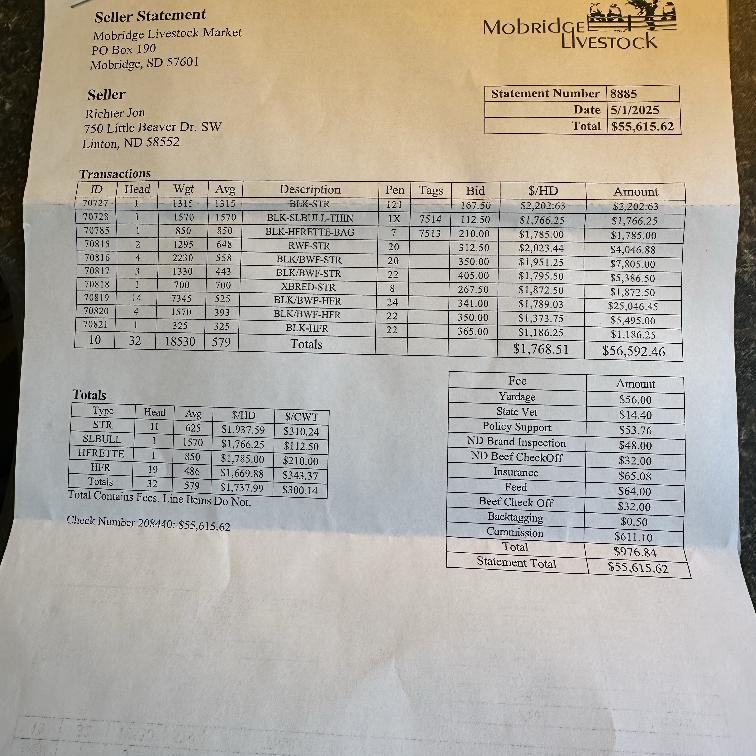 Seller Statement
Mobridge Livestock Market
PO Box 190
Mobridge, SD 57601
MOBRIDGE
LIVESTOCK
Seller
Richter Jon
750 Little Beaver Dr. SW
Linton, ND 58552
Statement Number 8885
Date 5/1/2025
Total $55,615.62
Transactions
ID Head Wgt Avg Description Pen Tags Bid $/HD Amount
70727 1 1315 1315 BLK-STR 121 167.50 $2,202.63 $2,202.63
70728 1 1570 1570 BLK-SLBULL-THIN 1X 7514 112.50 $1,766.25 $1,766.25
70785 1 850 850 BLK-HFRETTE-BAG 7 7513 210.00 $1,785.00 $1,785.00
70815 2 1295 648 RWF-STR 20 312.50 $2,023.44 $4,046.88
70816 4 2230 558 BLK/BWF-STR 20 350.00 $1,951.25 $7,805.00
70817 3 1330 443 BLK/BWF-STR 22 405.00 $1,795.50 $5,386.50
70818 1 700 700 XBRED-STR 8 267.50 $1,872.50 $1,872.50
70819 14 7345 525 BLK/BWF-HFR 24 341.00 $1,789.03 $25,046.45
70820 4 1570 393 BLK/BWF-HFR 22 350.00 $1,373.75 $5,495.00
70821 1 325 325 BLK-HFR 22 365.00 $1,186.25 $1,186.25
10 32 18530 579 Totals $1,768.51 $56,592.46
Totals
Type Head Avg $/HD $/CWT
STR 11 625 $1,937.59 $310.24
SLBULL 1 1570 $1,766.25 $112.50
HFRETTE 1 850 $1,785.00 $210.00
HFR 19 486 $1,669.88 $343.37
Totals 32 579 $1,737.99 $300.14
Total Contains Fees. Line Items Do Not.
Check Number 208440: $55,615.62
Fee Amount
Yardage $56.00
State Vet $14.40
Policy Support $53.76
ND Brand Inspection $48.00
ND Beef CheckOff $32.00
Insurance $65.08
Feed $64.00
Beef Check Off $32.00
Backtagging $0.50
Commission $611.10
Total $976.84
Statement Total $55,615.62